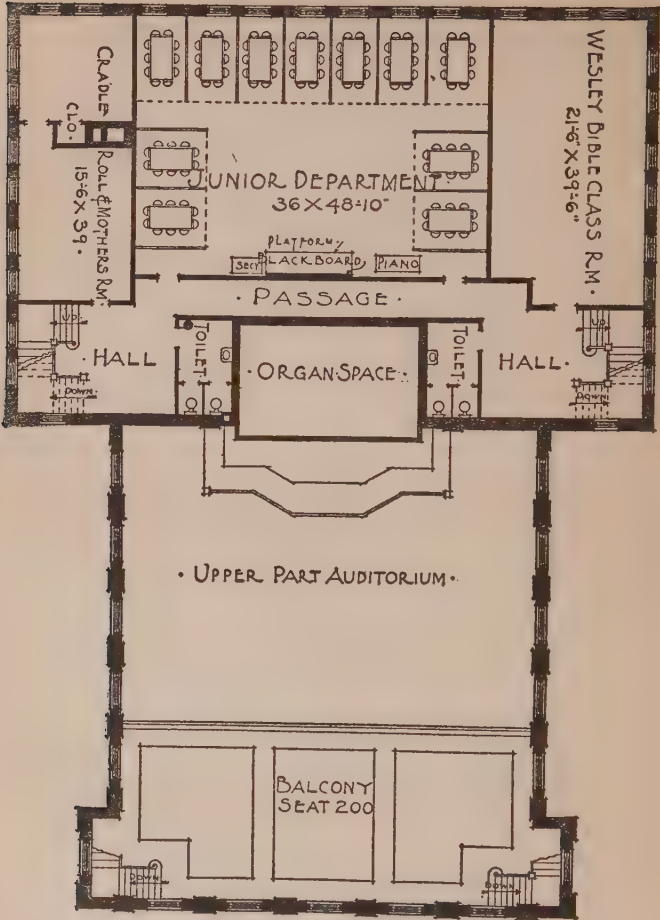 CRADLE
ROLL & MOTHERS RM.
15-6 X 39.
CLO.
JUNIOR DEPARTMENT.
36 X 48-10"
PLATFORM
SECY
BLACKBOARD
PIANO
WESLEY BIBLE CLASS RM.
21-6" X 39-6"
· PASSAGE ·
UP
· HALL
DOWN
TOILET.
· ORGAN SPACE ·
TOILET.
HALL ·
UP
DOWN
· UPPER PART AUDITORIUM ·
BALCONY
SEAT 200
DOWN
DOWN